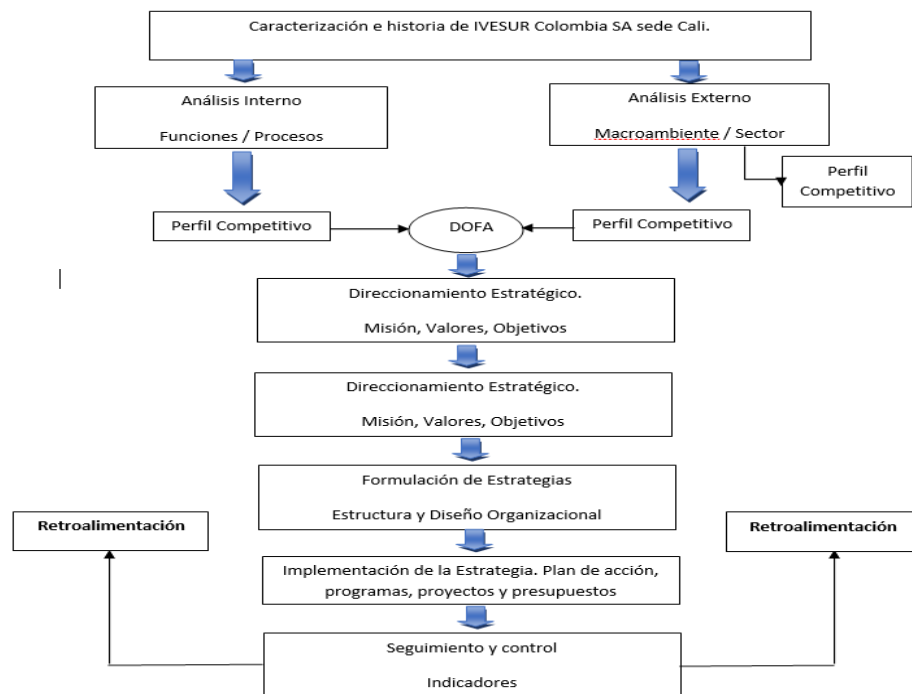 Caracterización e historia de IVESUR Colombia SA sede Cali.
Análisis Interno
Funciones / Procesos
Análisis Externo
Macroambiente / Sector
Perfil
Competitivo
Perfil Competitivo
DOFA
Perfil Competitivo
Direccionamiento Estratégico.
Misión, Valores, Objetivos
Direccionamiento Estratégico.
Misión, Valores, Objetivos
Formulación de Estrategias
Estructura y Diseño Organizacional
Retroalimentación
Retroalimentación
Implementación de la Estrategia. Plan de acción,
programas, proyectos y presupuestos
Seguimiento y control
Indicadores